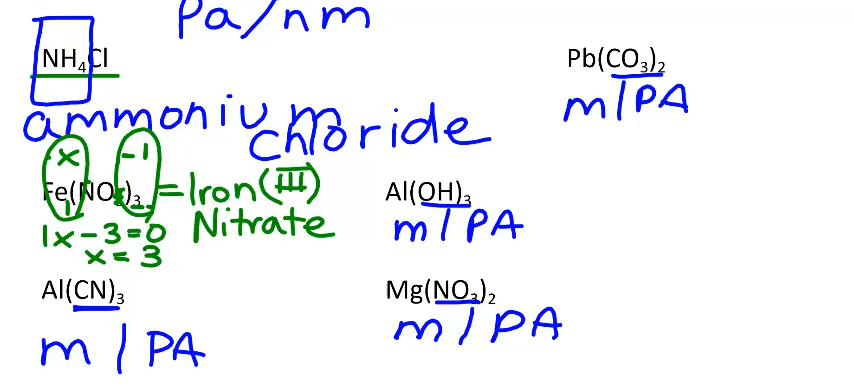 Pa/nm
NH₄Cl
Pb(CO₃)₂
m/PA
ammonium chloride
x -1
Fe(NO₃)₃ = Iron (III)
1
Nitrate
1x-3=0
x=3
Al(OH)₃
m/PA
Al(CN)₃
m/PA
Mg(NO₃)₂
m/PA